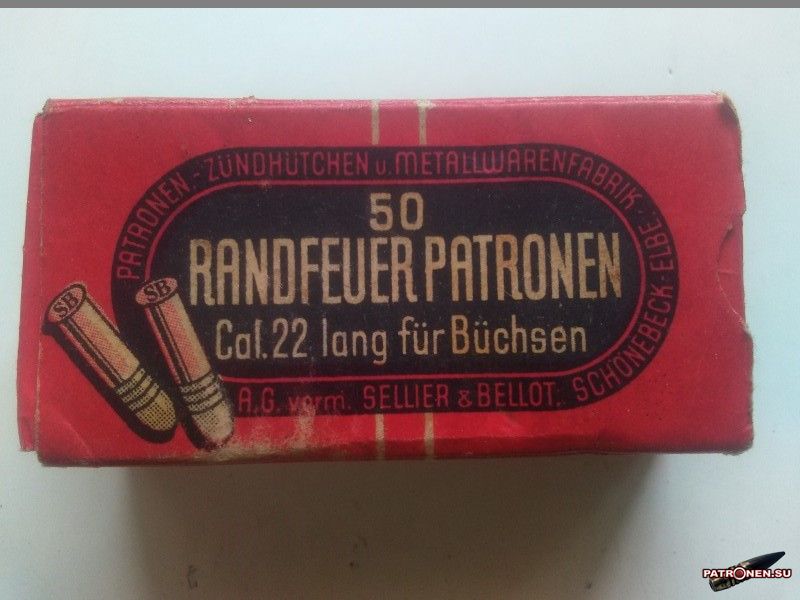 PATRONEN.- ZÜNDHÜTCHEN u. METALLWARENFABRIK.
50
RANDFEUER PATRONEN
Cal. 22 lang für Büchsen
A.G. vorm. SELLIER & BELLOT. SCHÖNEBECK-ELBE.
SB
SB
PATRONEN.SU